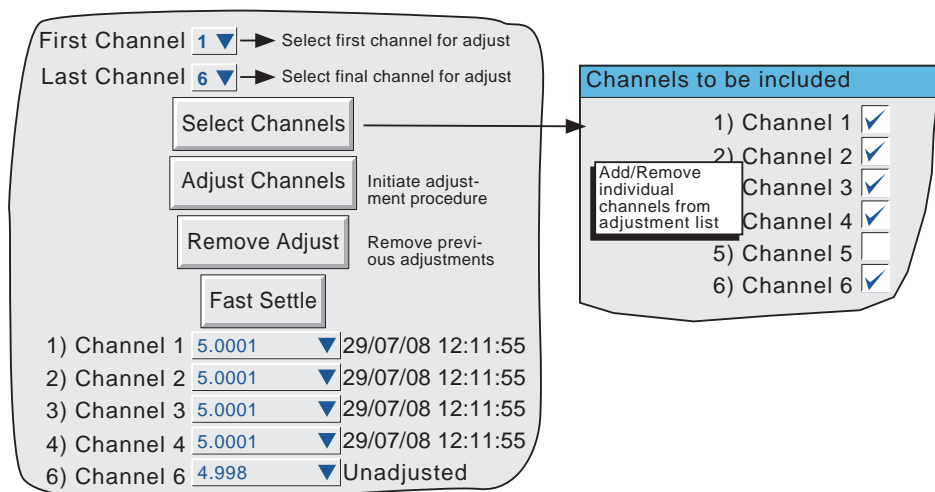 First Channel 1 Select first channel for adjust
Last Channel 6 Select final channel for adjust
Select Channels
Adjust Channels
Initiate adjust-
ment procedure
Remove Adjust
Remove previ-
ous adjustments
Fast Settle
1) Channel 1 5.0001 29/07/08 12:11:55
2) Channel 2 5.0001 29/07/08 12:11:55
3) Channel 3 5.0001 29/07/08 12:11:55
4) Channel 4 5.0001 29/07/08 12:11:55
6) Channel 6 4.998 Unadjusted
Channels to be included
1) Channel 1
2) Channel 2
Channel 3
Channel 4
5) Channel 5
6) Channel 6
Add/Remove
individual
channels from
adjustment list